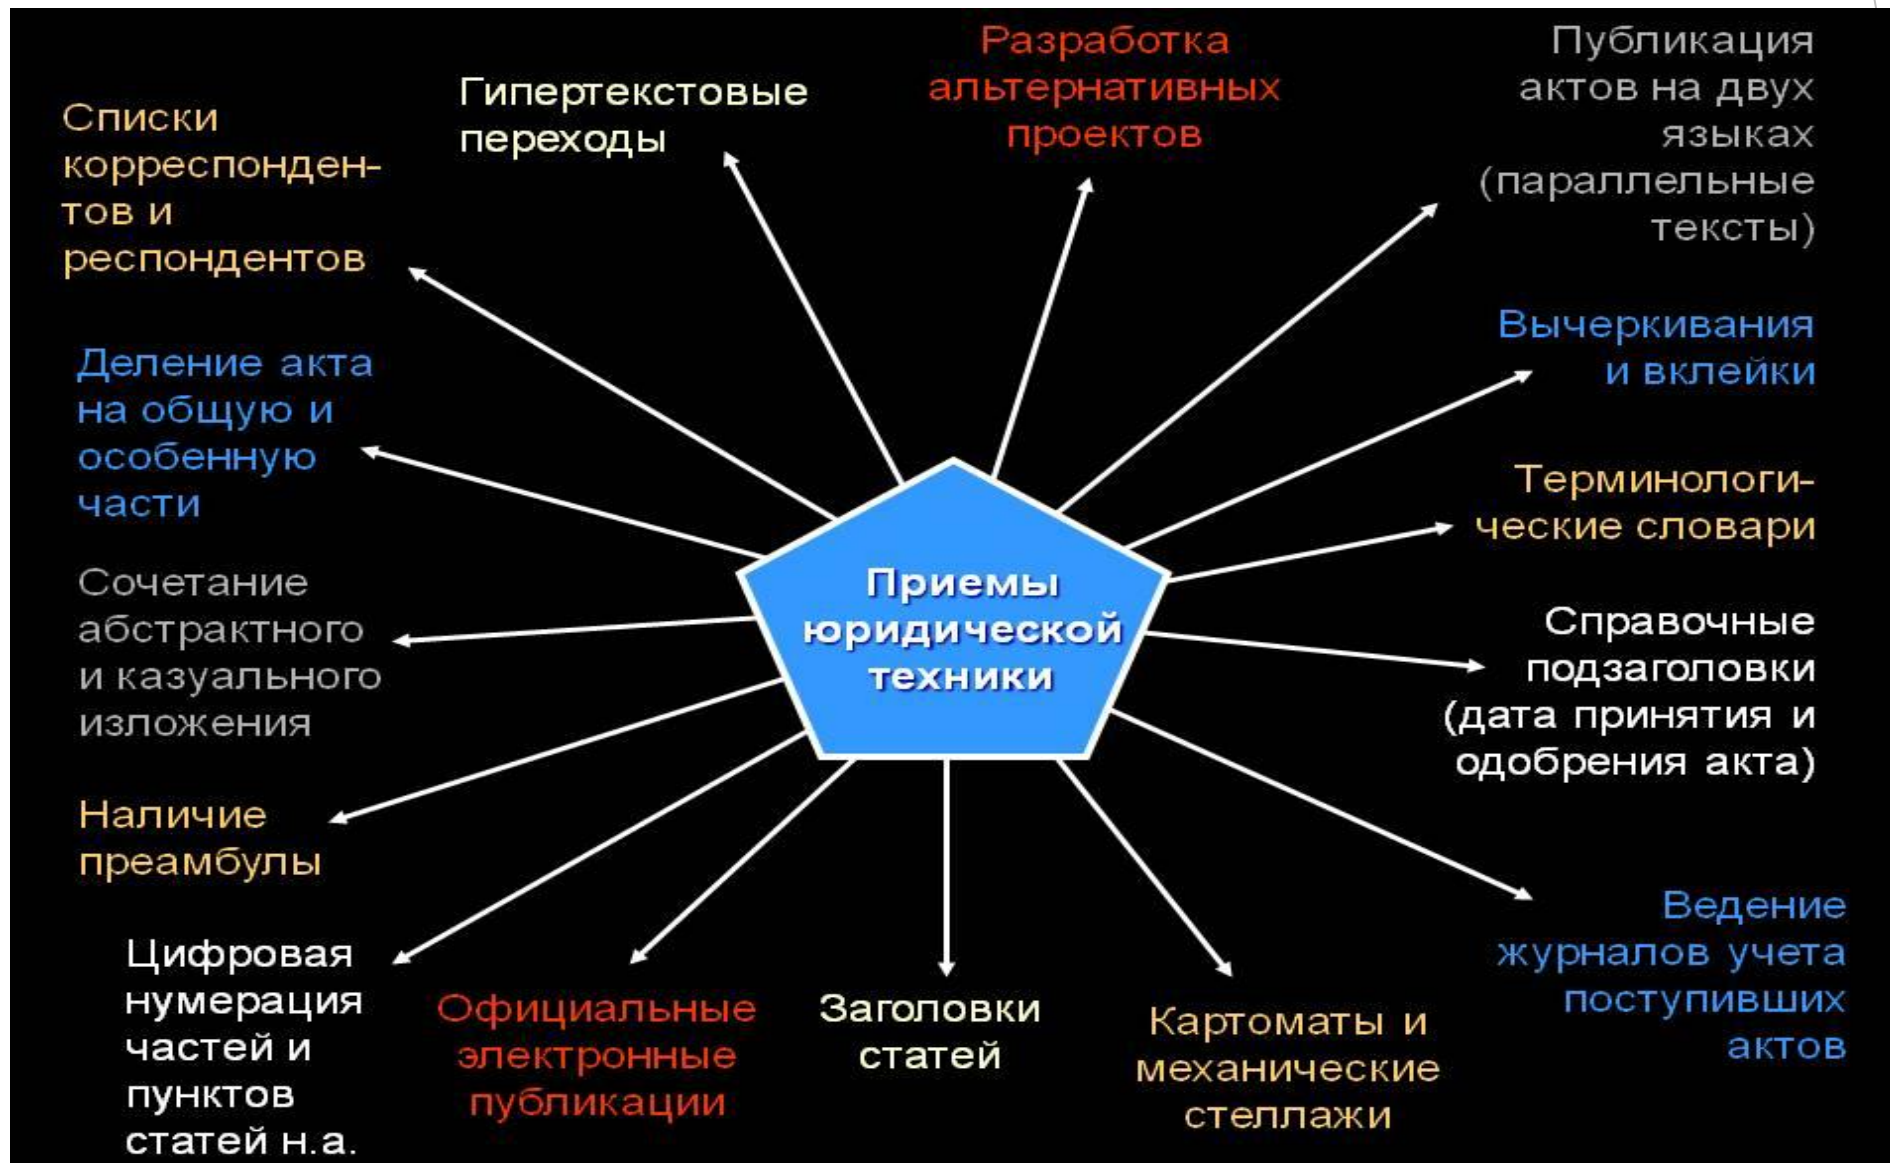 Списки
корреспонден-
тов и
респондентов
Гипертекстовые
переходы
Разработка
альтернативных
проектов
Публикация
актов на двух
языках
(параллельные
тексты)
Деление акта
на общую и
особенную
части
Вычеркивания
и вклейки
Терминологи-
ческие словари
Сочетание
абстрактного
и казуального
изложения
Приемы
юридической
техники
Справочные
подзаголовки
(дата принятия и
одобрения акта)
Наличие
преамбулы
Цифровая
нумерация
частей и
пунктов
статей н.а.
Официальные
электронные
публикации
Заголовки
статей
Картоматы и
механические
стеллажи
Ведение
журналов учета
поступивших
актов